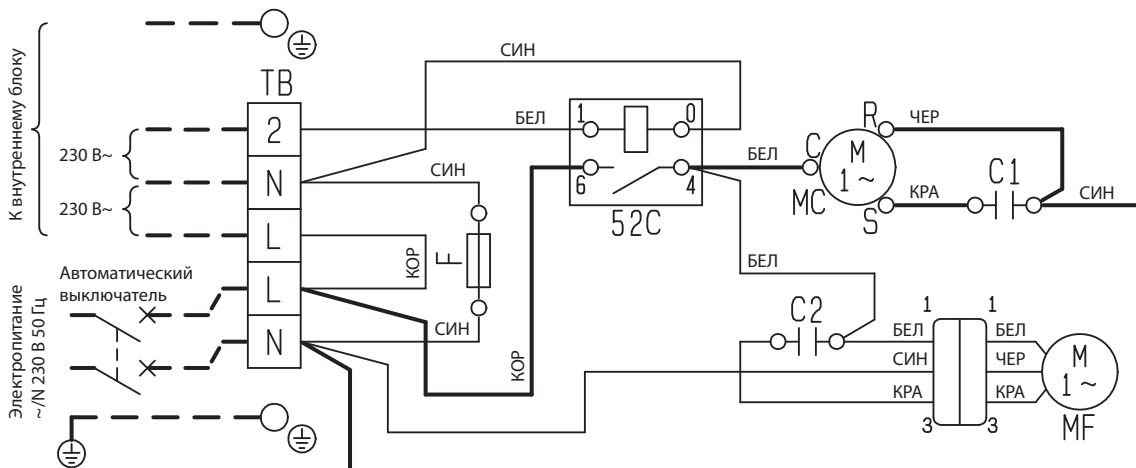 К внутреннему блоку
230 В~
230 В~
Автоматический
выключатель
Электропитание
~/N 230 В 50 Гц
TB
2
N
L
L
N
СИН
БЕЛ
СИН
КОР
F
СИН
КОР
1
0
6
4
52C
БЕЛ
БЕЛ
C
R
M
1 ~
MC
S
ЧЕР
КРА
C1
СИН
C2
БЕЛ
СИН
КРА
1
1
3
3
БЕЛ
ЧЕР
КРА
M
1 ~
MF